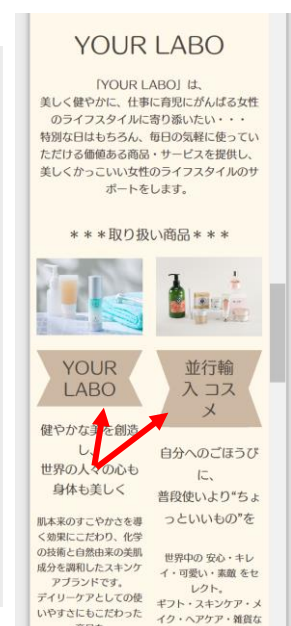 YOUR LABO
「YOUR LABO」は、
美しく健やかに、仕事に育児にがんばる女性
のライフスタイルに寄り添いたい・・・
特別な日はもちろん、毎日の気軽に使ってい
ただける価値ある商品・サービスを提供し、
美しくかっこいい女性のライフスタイルのサ
ポートをします。
＊＊＊取り扱い商品＊＊＊
YOUR
LABO
健やかな美を創造
し、
世界の人々の心も
身体も美しく
肌本来のすこやかさを導
く効果にこだわり、化学
の技術と自然由来の美肌
成分を調和したスキンケ
アブランドです。
デイリーケアとしての使
いやすさにもこだわった
並行輸
入 コス
メ
自分へのごほうび
に、
普段使いより“ちょ
っといいもの”を
世界中の 安心・キレ
イ・可愛い・素敵 をセ
レクト。
ギフト・スキンケア・メ
イク・ヘアケア・雑貨な